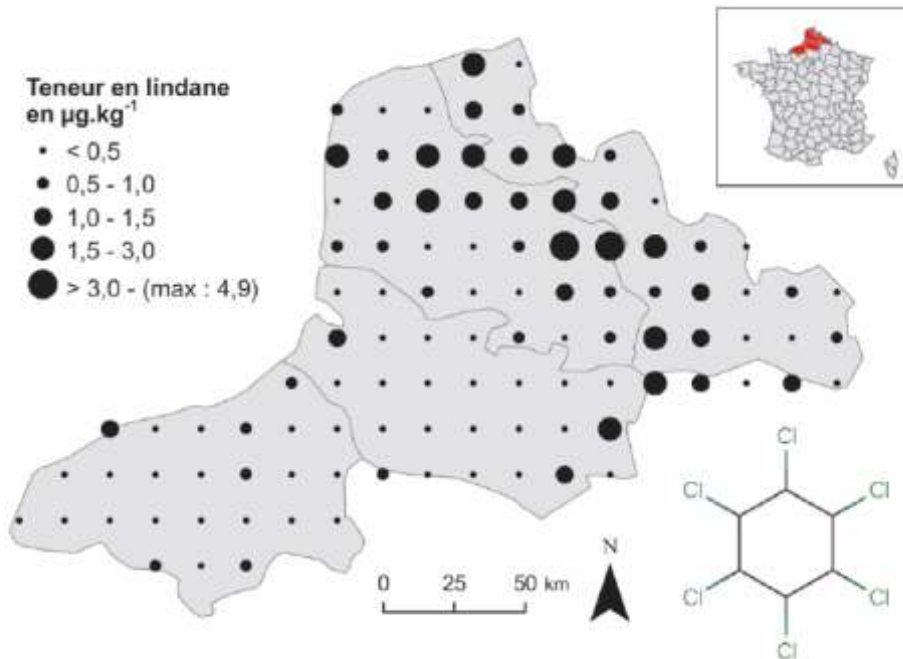 Teneur en lindane
en µg.kg⁻¹
< 0,5
0,5 - 1,0
1,0 - 1,5
1,5 - 3,0
> 3,0 - (max : 4,9)
Cl
Cl
Cl
Cl
Cl
Cl
N
0 25 50 km